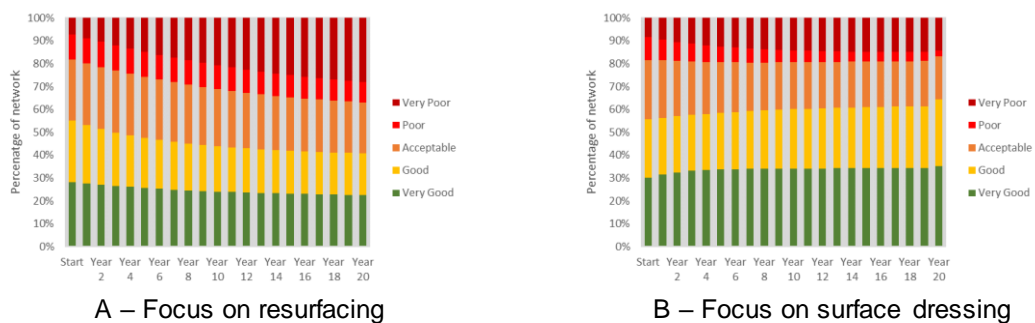 100%
90%
80%
70%
60%
50%
40%
30%
20%
10%
0%
Percenatge of network
Start Year 2 Year 4 Year 6 Year 8 Year 10 Year 12 Year 14 Year 16 Year 18 Year 20
Very Poor
Poor
Acceptable
Good
Very Good
A – Focus on resurfacing
100%
90%
80%
70%
60%
50%
40%
30%
20%
10%
0%
Percentage of network
Start Year 2 Year 4 Year 6 Year 8 Year 10 Year 12 Year 14 Year 16 Year 18 Year 20
Very Poor
Poor
Acceptable
Good
Very Good
B – Focus on surface dressing